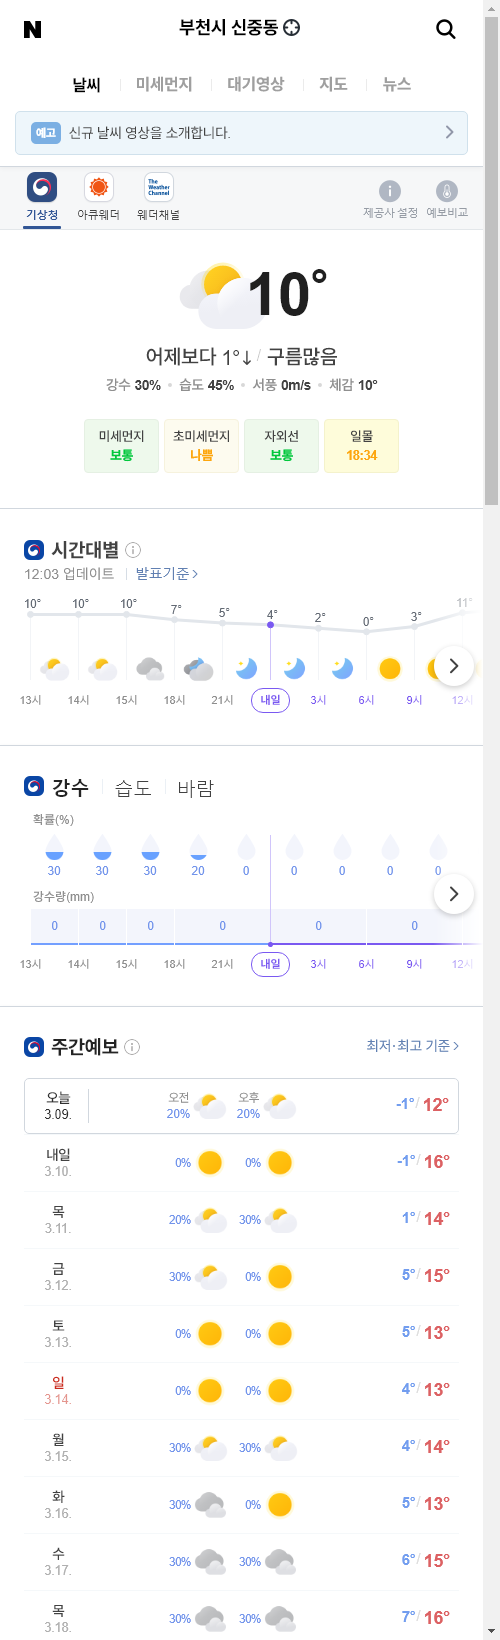 N
부천시 신중동
날씨 미세먼지 대기영상 지도 뉴스
예고 신규 날씨 영상을 소개합니다.
The Weather Channel
기상청 아큐웨더 웨더채널 제공사 설정 예보비교
10°
어제보다 1°↓ / 구름많음
강수 30% • 습도 45% • 서풍 0m/s • 체감 10°
미세먼지 초미세먼지 자외선 일몰
보통 나쁨 보통 18:34
시간대별
12:03 업데이트 발표기준 >
10° 10° 10° 7° 5° 4° 2° 0° 3° 11°
13시 14시 15시 18시 21시 내일 3시 6시 9시 12시
강수 습도 바람
확률(%)
30 30 30 20 0 0 0 0 0
강수량(mm)
0 0 0 0 0 0
13시 14시 15시 18시 21시 내일 3시 6시 9시 12시
주간예보 최저·최고 기준 >
오늘 3.09. 오전 20% 오후 20% -1° / 12°
내일 3.10. 0% 0% -1° / 16°
목 3.11. 20% 30% 1° / 14°
금 3.12. 30% 0% 5° / 15°
토 3.13. 0% 0% 5° / 13°
일 3.14. 0% 0% 4° / 13°
월 3.15. 30% 30% 4° / 14°
화 3.16. 30% 0% 5° / 13°
수 3.17. 30% 30% 6° / 15°
목 3.18. 30% 30% 7° / 16°